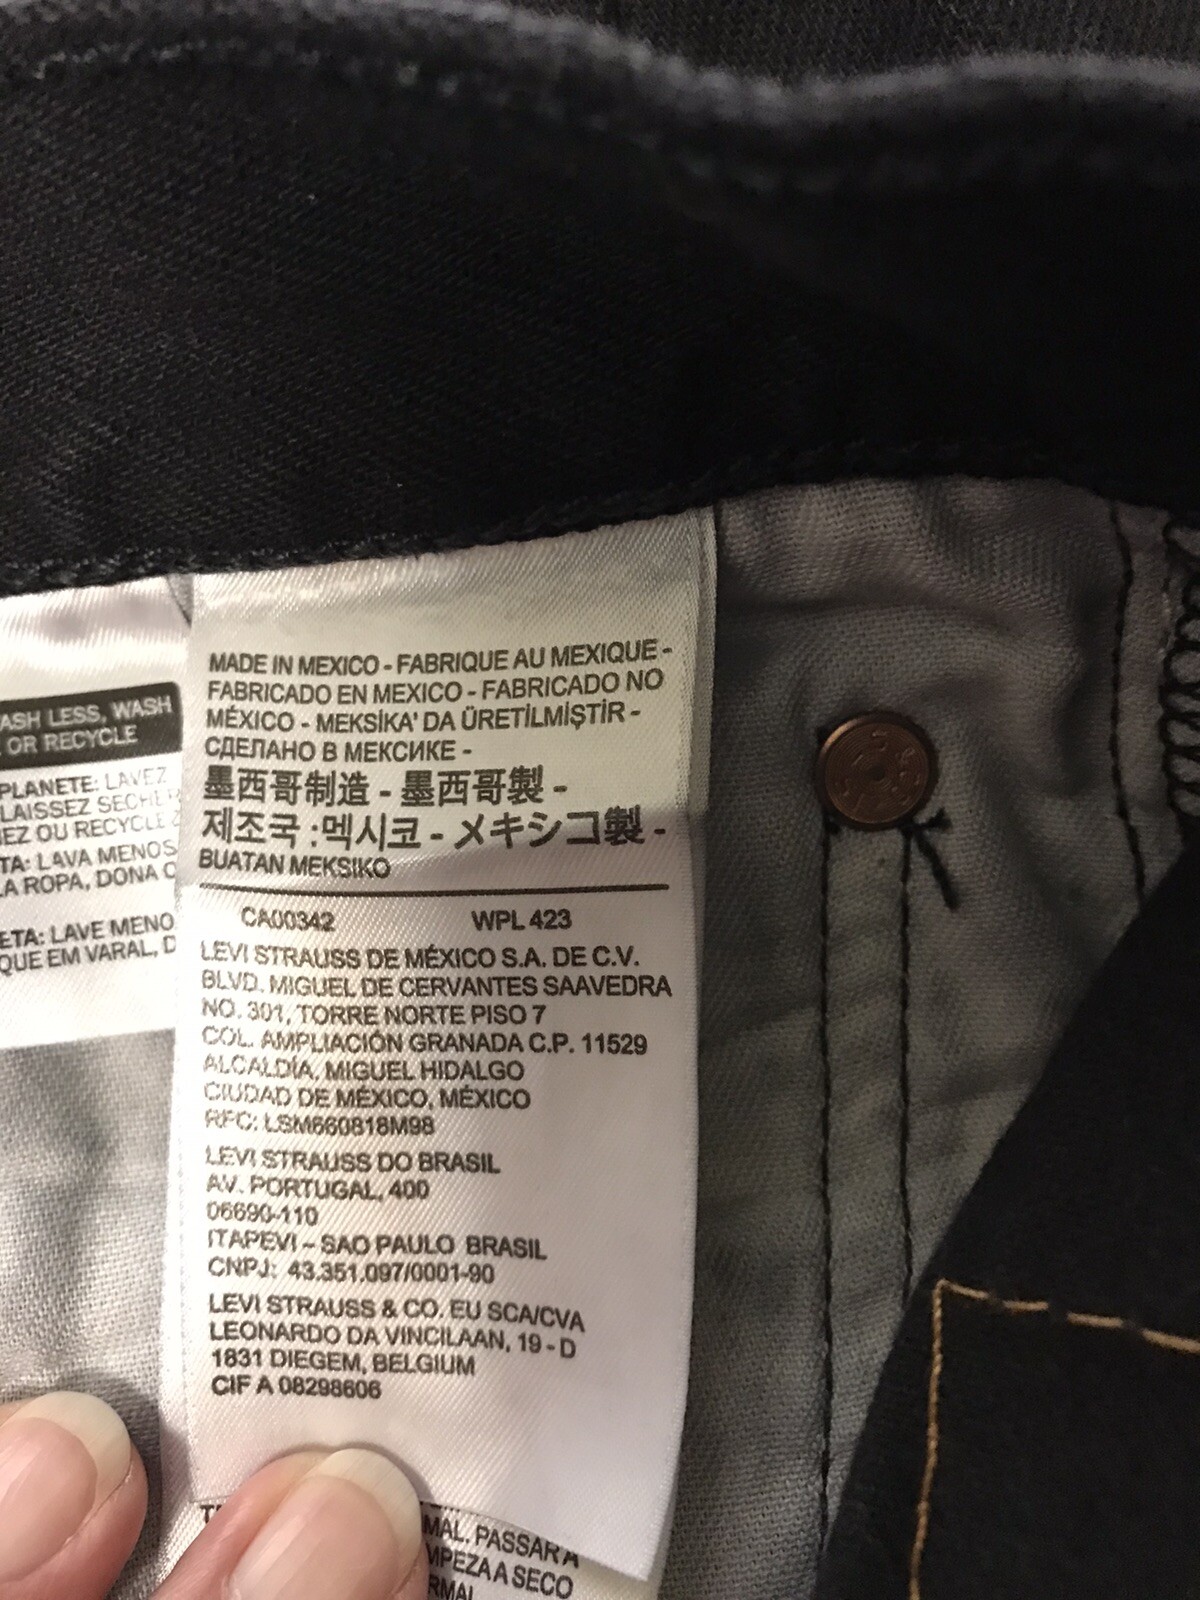 MADE IN MEXICO - FABRIQUE AU MEXIQUE -
FABRICADO EN MEXICO - FABRICADO NO
MÉXICO - MEKSİKA' DA ÜRETİLMİŞTİR -
СДЕЛАНО В МЕКСИКЕ -
墨西哥制造 - 墨西哥製 -
제조국 :멕시코 - メキシコ製 -
BUATAN MEKSIKO
CA00342 WPL 423
LEVI STRAUSS DE MÉXICO S.A. DE C.V.
BLVD. MIGUEL DE CERVANTES SAAVEDRA
NO. 301, TORRE NORTE PISO 7
COL. AMPLIACIÓN GRANADA C.P. 11529
ALCALDÍA, MIGUEL HIDALGO
CIUDAD DE MÉXICO, MÉXICO
RFC: LSM660818M98
LEVI STRAUSS DO BRASIL
AV. PORTUGAL, 400
06690-110
ITAPEVI – SAO PAULO BRASIL
CNPJ: 43.351.097/0001-90
LEVI STRAUSS & CO. EU SCA/CVA
LEONARDO DA VINCILAAN, 19 - D
1831 DIEGEM, BELGIUM
CIF A 08298606
ASH LESS, WASH
OR RECYCLE
PLANETE: LAVEZ
LAISSEZ SECHER
EZ OU RECYCLEZ
TA: LAVA MENOS
LA ROPA, DONA O
ETA: LAVE MENO
QUE EM VARAL, D
MAL. PASSAR A
MPEZA A SECO
RMAL